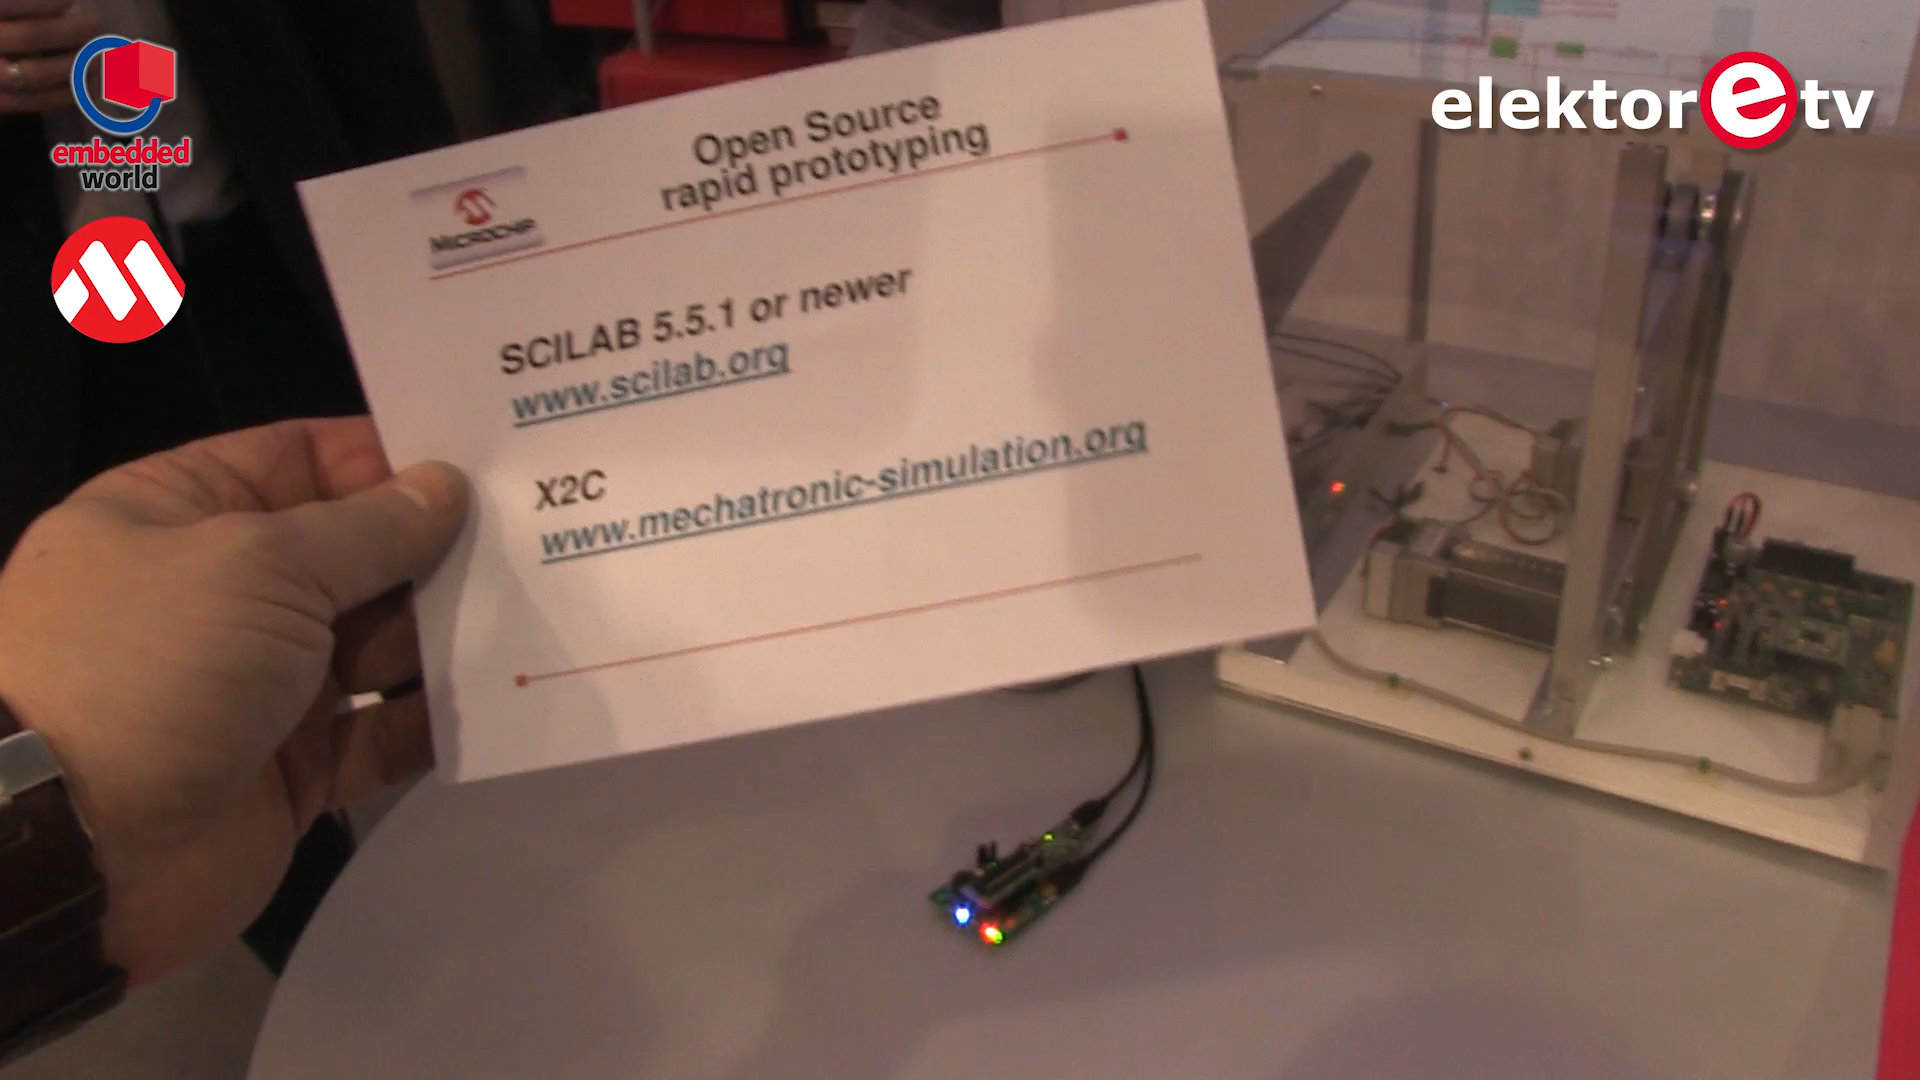 embedded
world
elektor e tv
MICROCHIP
Open Source
rapid prototyping
SCILAB 5.5.1 or newer
www.scilab.org
X2C
www.mechatronic-simulation.org